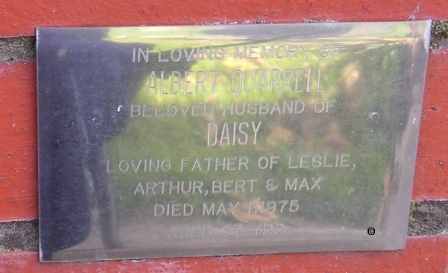 IN LOVING MEMORY OF
ALBERT QUARRELL
BELOVED HUSBAND OF
DAISY
LOVING FATHER OF LESLIE,
ARTHUR, BERT & MAX
DIED MAY 1975
AGED